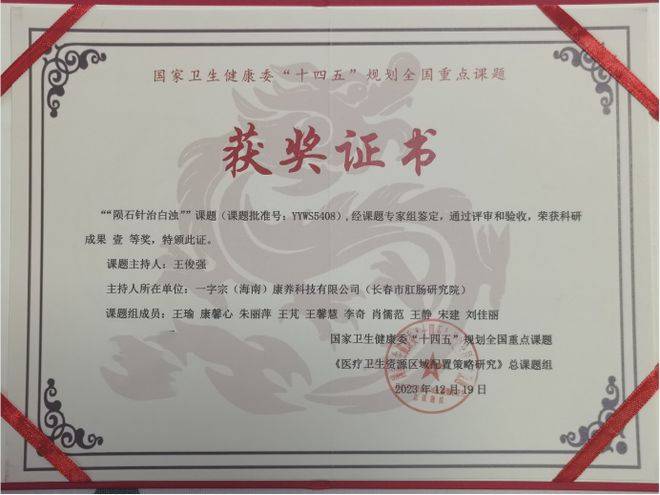 国家卫生健康委“十四五”规划全国重点课题
获奖证书
““陨石针治白浊””课题（课题批准号：YYWS5408），经课题专家组鉴定，通过评审和验收，荣获科研
成果 壹 等奖，特颁此证。
课题主持人：王俊强
主持人所在单位：一字宗（海南）康养科技有限公司（长春市肛肠研究院）
课题组成员：王瑜 康馨心 朱丽萍 王芃 王馨慧 李奇 肖儒范 王静 宋建 刘佳丽
国家卫生健康委“十四五”规划全国重点课题
《医疗卫生资源区域配置策略研究》总课题组
2023年12月19日